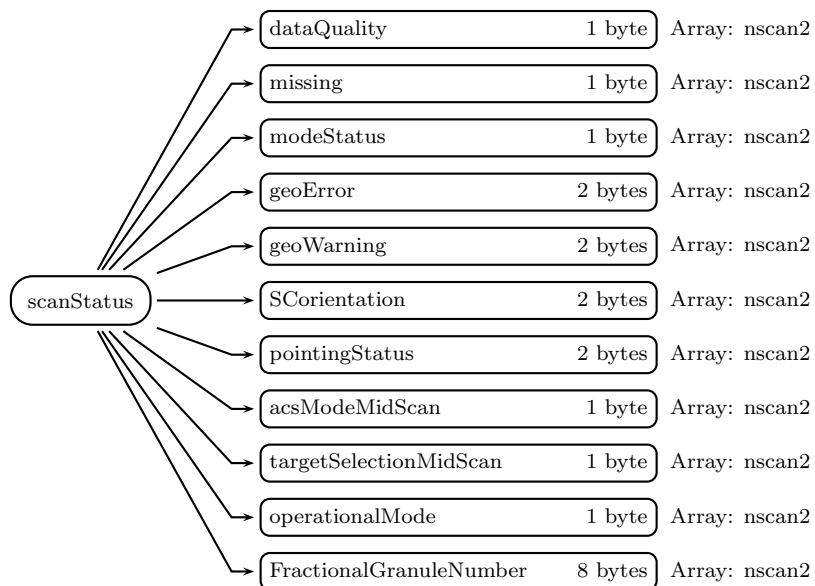 dataQuality 1 byte Array: nscan2
missing 1 byte Array: nscan2
modeStatus 1 byte Array: nscan2
geoError 2 bytes Array: nscan2
geoWarning 2 bytes Array: nscan2
scanStatus SCorientation 2 bytes Array: nscan2
pointingStatus 2 bytes Array: nscan2
acsModeMidScan 1 byte Array: nscan2
targetSelectionMidScan 1 byte Array: nscan2
operationalMode 1 byte Array: nscan2
FractionalGranuleNumber 8 bytes Array: nscan2